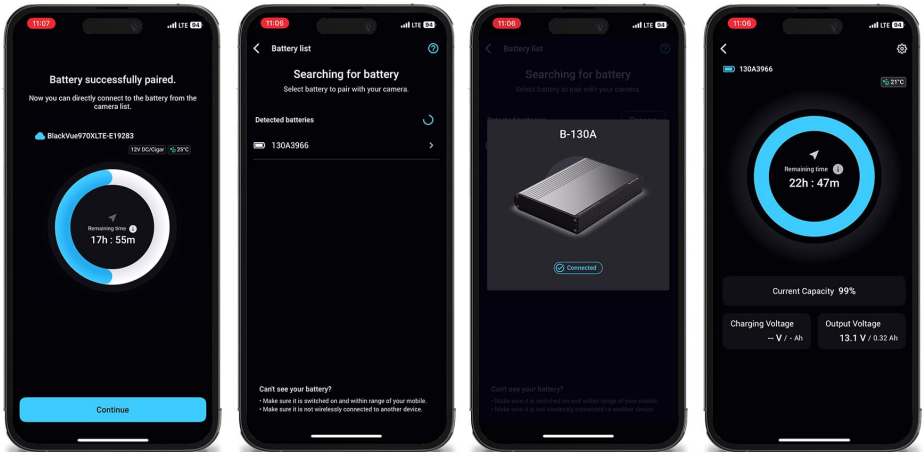 11:07
LTE 94
Battery successfully paired.
Now you can directly connect to the battery from the
camera list.
BlackVue970XLTE-E19283
12V DC/Cigar
25°C
Remaining time
17h : 55m
Continue
11:06
LTE 94
Battery list
Searching for battery
Select battery to pair with your camera.
Detected batteries
130A3966
Can't see your battery?
• Make sure it is switched on and within range of your mobile.
• Make sure it is not wirelessly connected to another device.
11:06
LTE 94
Battery list
Searching for battery
Select battery to pair with your camera.
B-130A
Connected
Can't see your battery?
• Make sure it is switched on and within range of your mobile.
• Make sure it is not wirelessly connected to another device.
11:06
LTE 94
130A3966
21°C
Remaining time
22h : 47m
Current Capacity 99%
Charging Voltage
-- V / - Ah
Output Voltage
13.1 V / 0.32 Ah